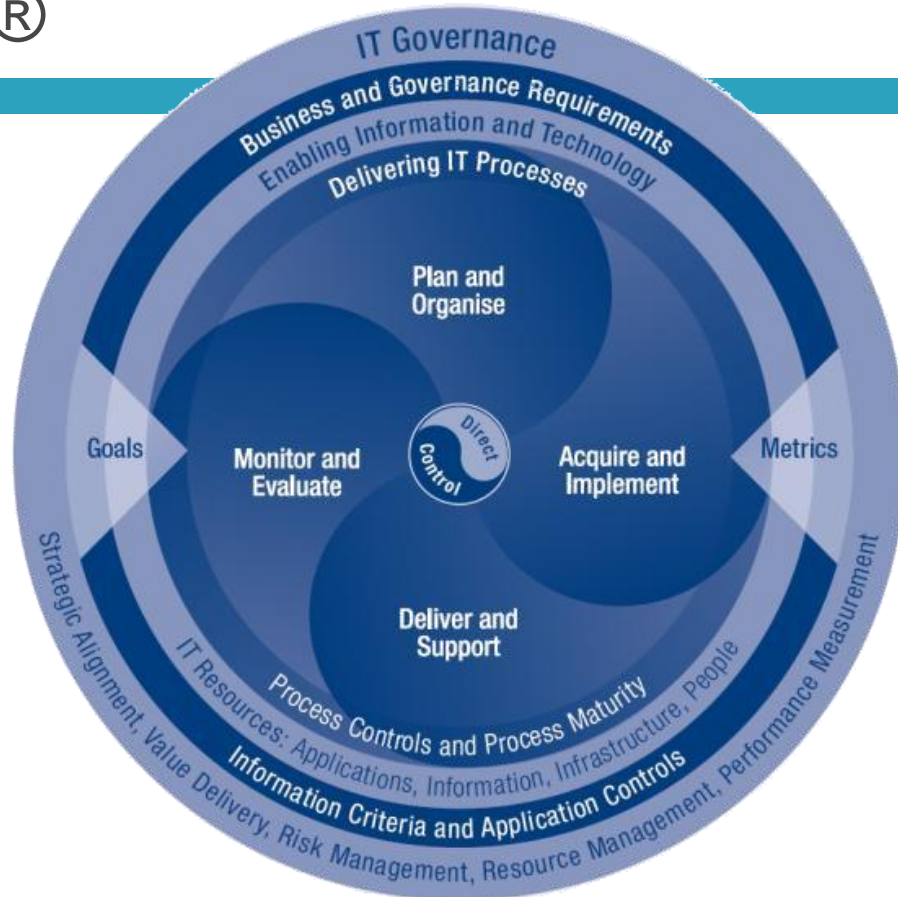 ®
IT Governance
Business and Governance Requirements
Enabling Information and Technology
Delivering IT Processes
Plan and
Organise
Goals
Monitor and
Evaluate
Direct
Control
Acquire and
Implement
Metrics
Deliver and
Support
Process Controls and Process Maturity
IT Resources: Applications, Information, Infrastructure, People
Information Criteria and Application Controls
Strategic Alignment, Value Delivery, Risk Management, Resource Management, Performance Measurement